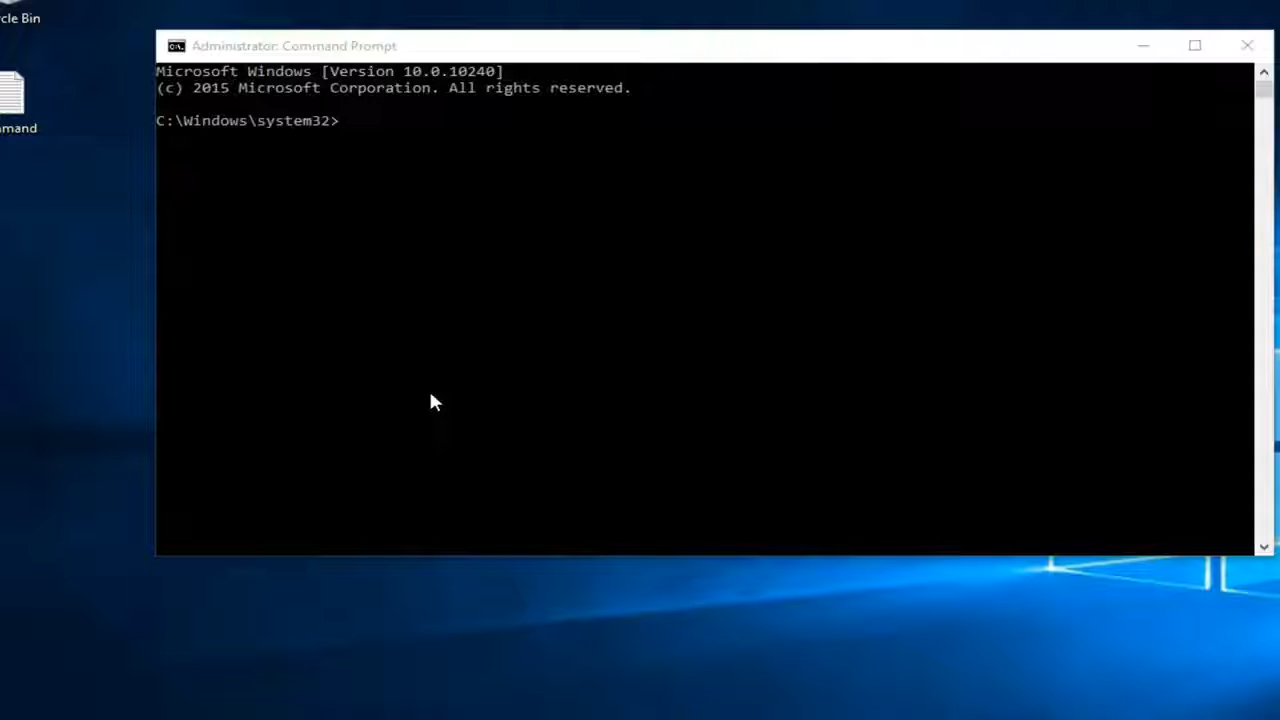 cle Bin
Administrator: Command Prompt
Microsoft Windows [Version 10.0.10240]
(c) 2015 Microsoft Corporation. All rights reserved.
C:\Windows\system32>
mand